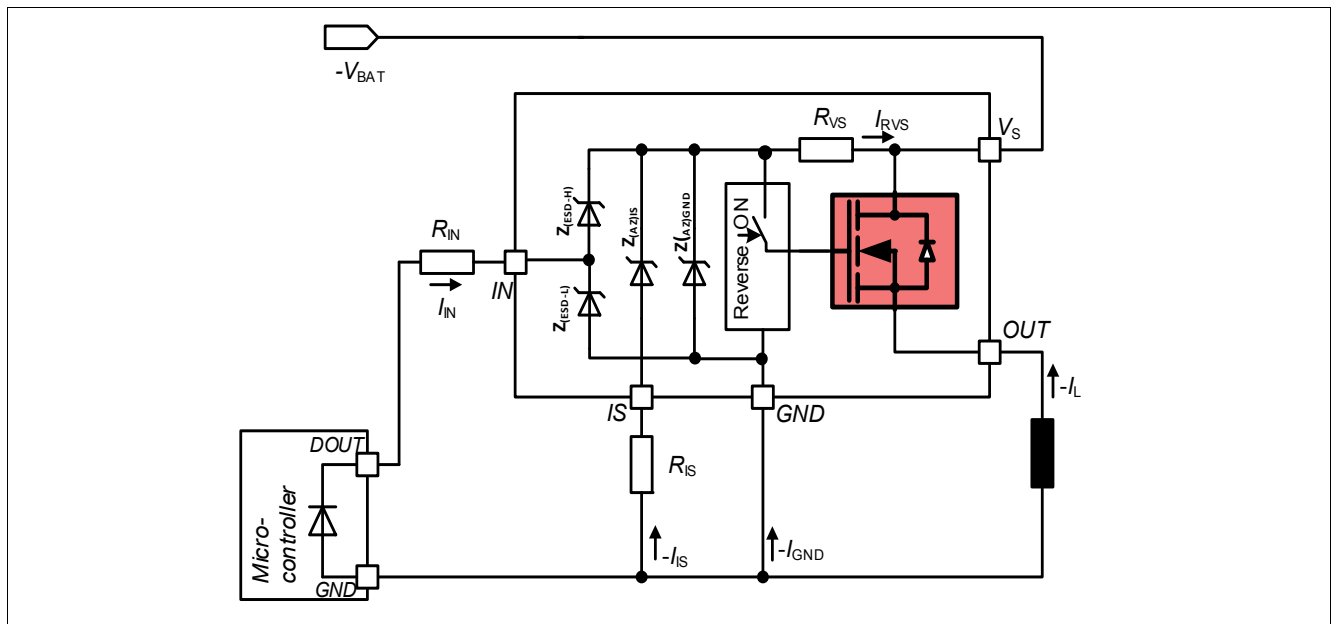 -VBAT
RVS
IRVS
VS
Z(ESD-H)
Z(AZ)IS
Z(AZ)GND
Reverse ON
RIN
IIN
IN
Z(ESD-L)
OUT
-IL
IS
GND
DOUT
RIS
Micro-
controller
-IIS
-IGND
GND